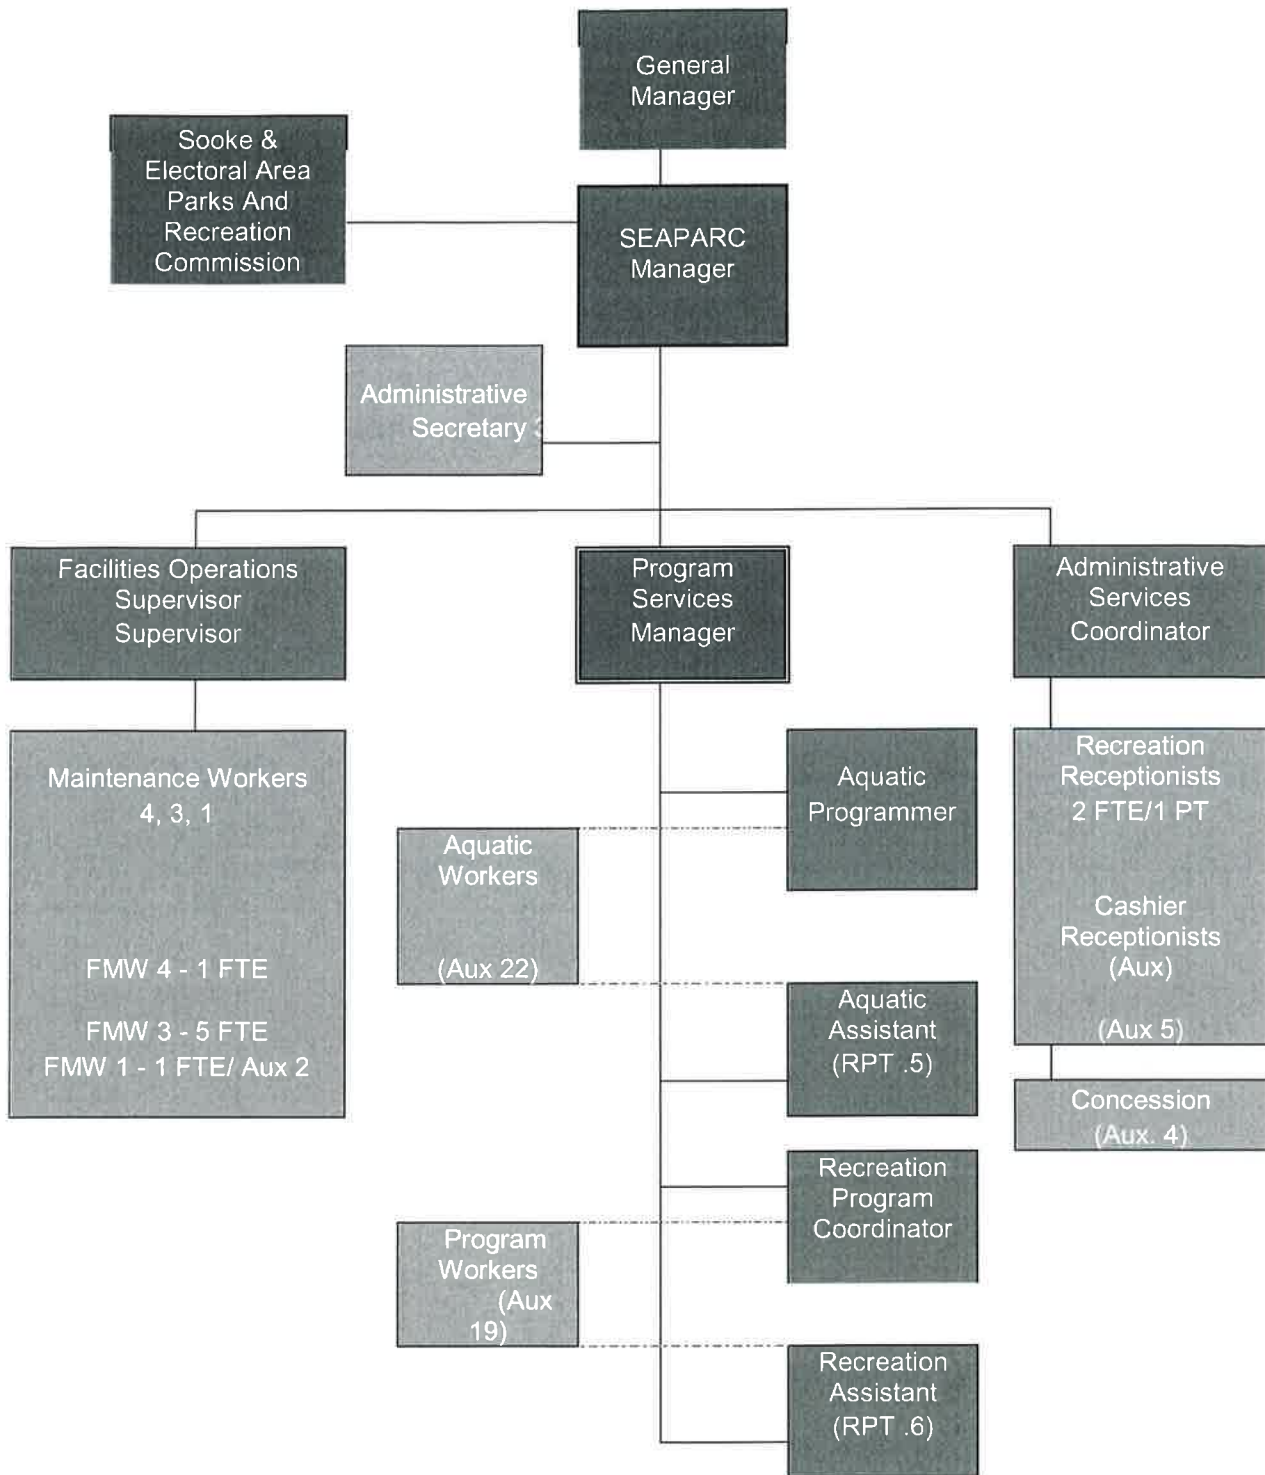 General
Manager
Sooke &
Electoral Area
Parks And
Recreation
Commission
SEAPARC
Manager
Administrative
Secretary 3
Facilities Operations
Supervisor
Supervisor
Program
Services
Manager
Administrative
Services
Coordinator
Maintenance Workers
4, 3, 1
FMW 4 - 1 FTE
FMW 3 - 5 FTE
FMW 1 - 1 FTE/ Aux 2
Aquatic
Workers
(Aux 22)
Aquatic
Programmer
Aquatic
Assistant
(RPT .5)
Recreation
Program
Coordinator
Program
Workers
(Aux
19)
Recreation
Assistant
(RPT .6)
Recreation
Receptionists
2 FTE/1 PT
Cashier
Receptionists
(Aux)
(Aux 5)
Concession
(Aux. 4)